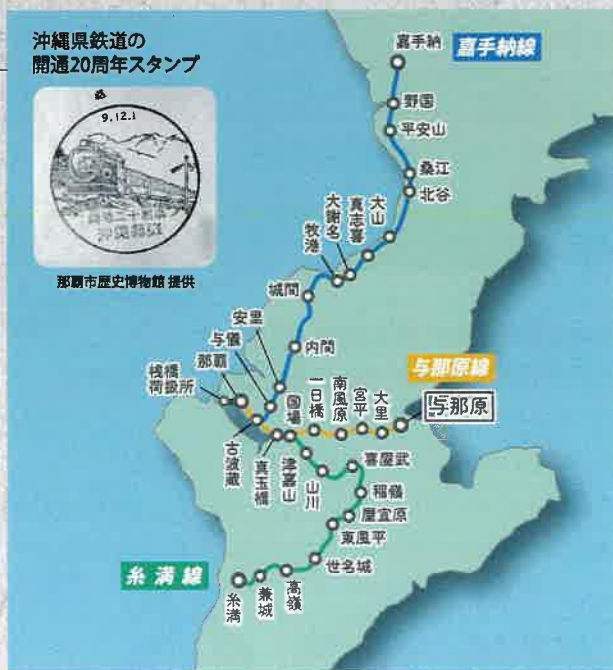 沖縄県鉄道の
開通20周年スタンプ
9.12.1
那覇市歴史博物館 提供
嘉手納
嘉手納線
野国
平安山
桑江
北谷
大山
真志喜
大謝名
牧港
城間
安里
内間
与儀
那覇
桟橋
荷扱所
古波蔵
真玉橋
國場
一日橋
南風原
宮平
大里
与那原線
与那原
津嘉山
山川
喜屋武
稲嶺
屋宜原
東風平
世名城
高嶺
兼城
糸満
糸満線